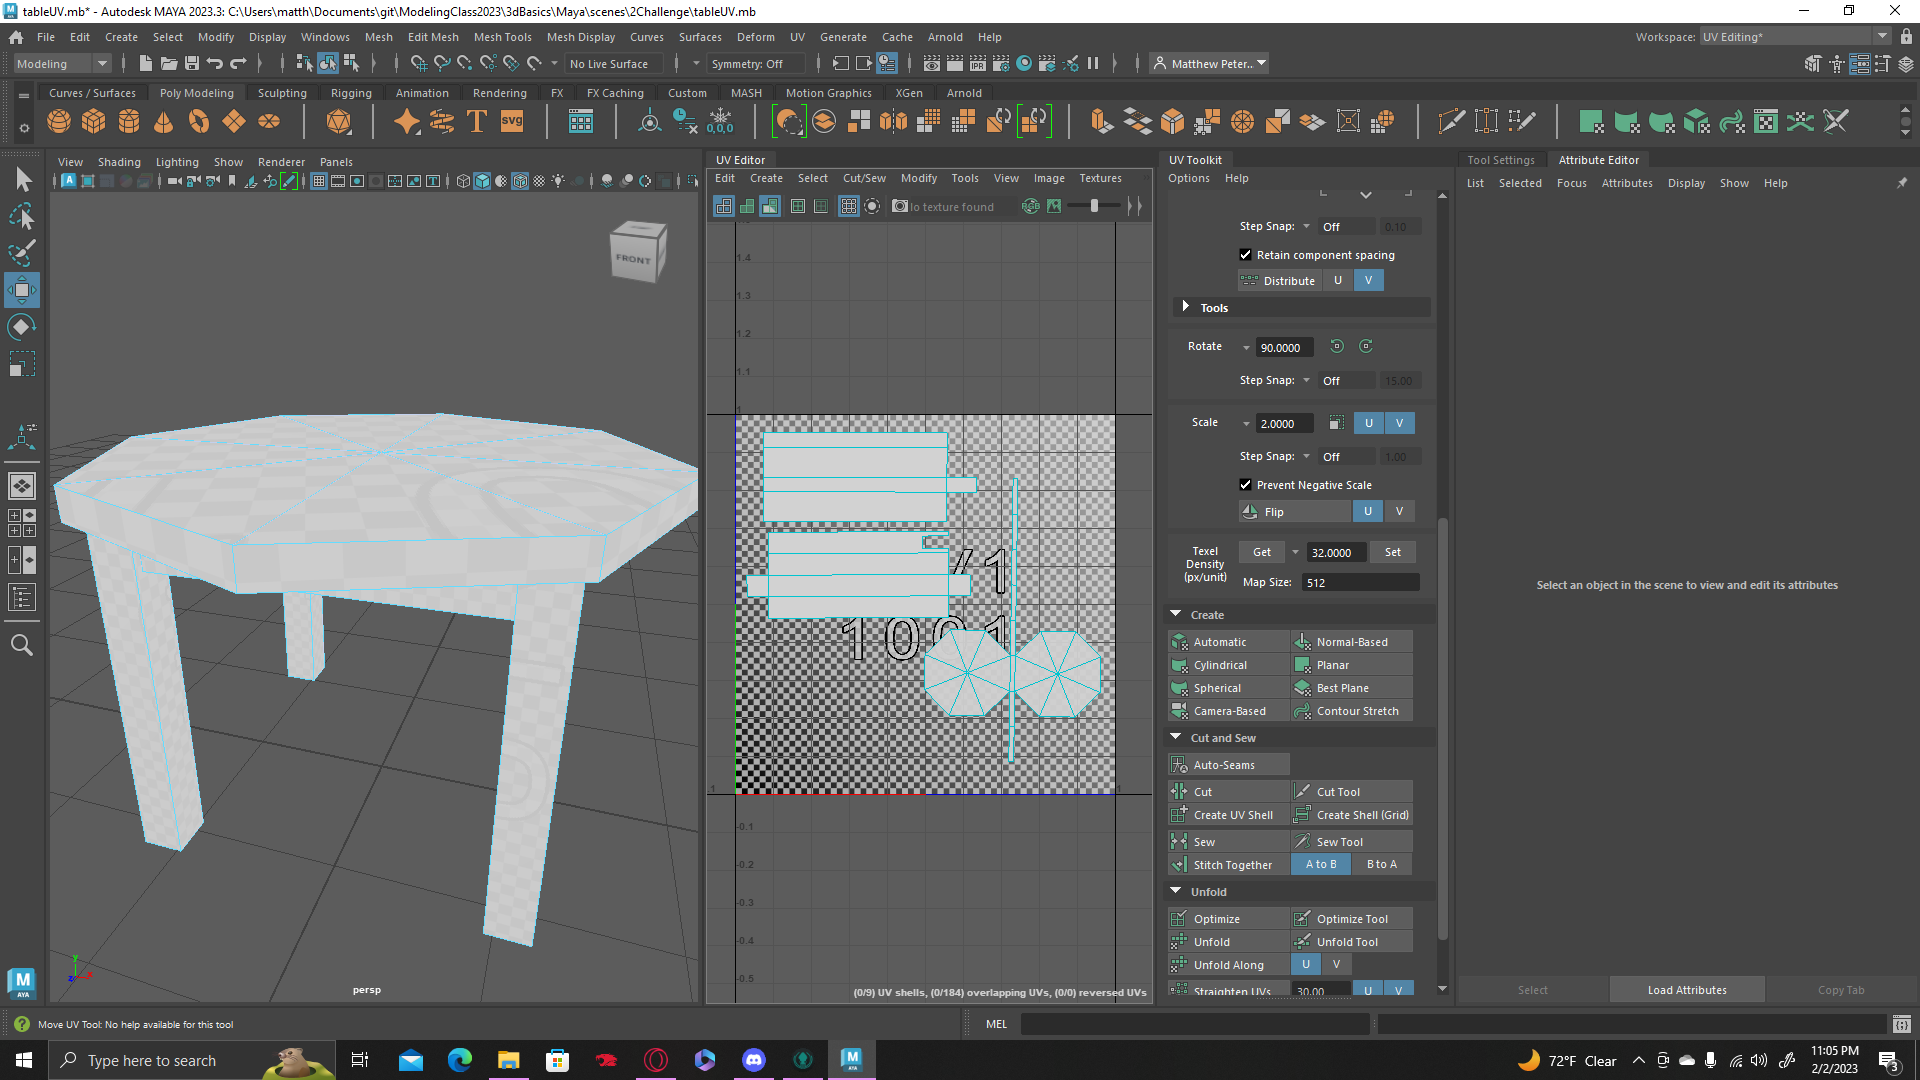 tableUV.mb* - Autodesk MAYA 2023.3: C:\Users\matth\Documents\git\ModelingClass2023\3dBasics\Maya\scenes\2Challenge\tableUV.mb
File Edit Create Select Modify Display Windows Mesh Edit Mesh Mesh Tools Mesh Display Curves Surfaces Deform UV Generate Cache Arnold Help Workspace: UV Editing*
Modeling No Live Surface Symmetry: Off IPR Matthew Peter..
Curves / Surfaces Poly Modeling Sculpting Rigging Animation Rendering FX FX Caching Custom MASH Motion Graphics XGen Arnold
T SVG 0,0,0
View Shading Lighting Show Renderer Panels
UV Editor
Edit Create Select Cut/Sew Modify Tools View Image Textures
lo texture found RGB
UV Toolkit
Options Help
Tool Settings Attribute Editor
List Selected Focus Attributes Display Show Help
FRONT
persp
1.4
1.3
1.2
1.1
1
/1
1001
1
1
-0.1
-0.2
-0.3
-0.4
-0.5
(0/9) UV shells, (0/184) overlapping UVs, (0/0) reversed UVs
Step Snap: Off 0.10
Retain component spacing
Distribute U V
Tools
Rotate 90.0000
Step Snap: Off 15.00
Scale 2.0000 U V
Step Snap: Off 1.00
Prevent Negative Scale
Flip U V
Texel Density (px/unit) Get 32.0000 Set
Map Size: 512
Create
Automatic Normal-Based
Cylindrical Planar
Spherical Best Plane
Camera-Based Contour Stretch
Cut and Sew
Auto-Seams
Cut Cut Tool
Create UV Shell Create Shell (Grid)
Sew Sew Tool
Stitch Together A to B B to A
Unfold
Optimize Optimize Tool
Unfold Unfold Tool
Unfold Along U V
Straighten UVs 30.00 U V
Select an object in the scene to view and edit its attributes
Select Load Attributes Copy Tab
Move UV Tool: No help available for this tool
MEL
Type here to search
72°F Clear
11:05 PM
2/2/2023
3